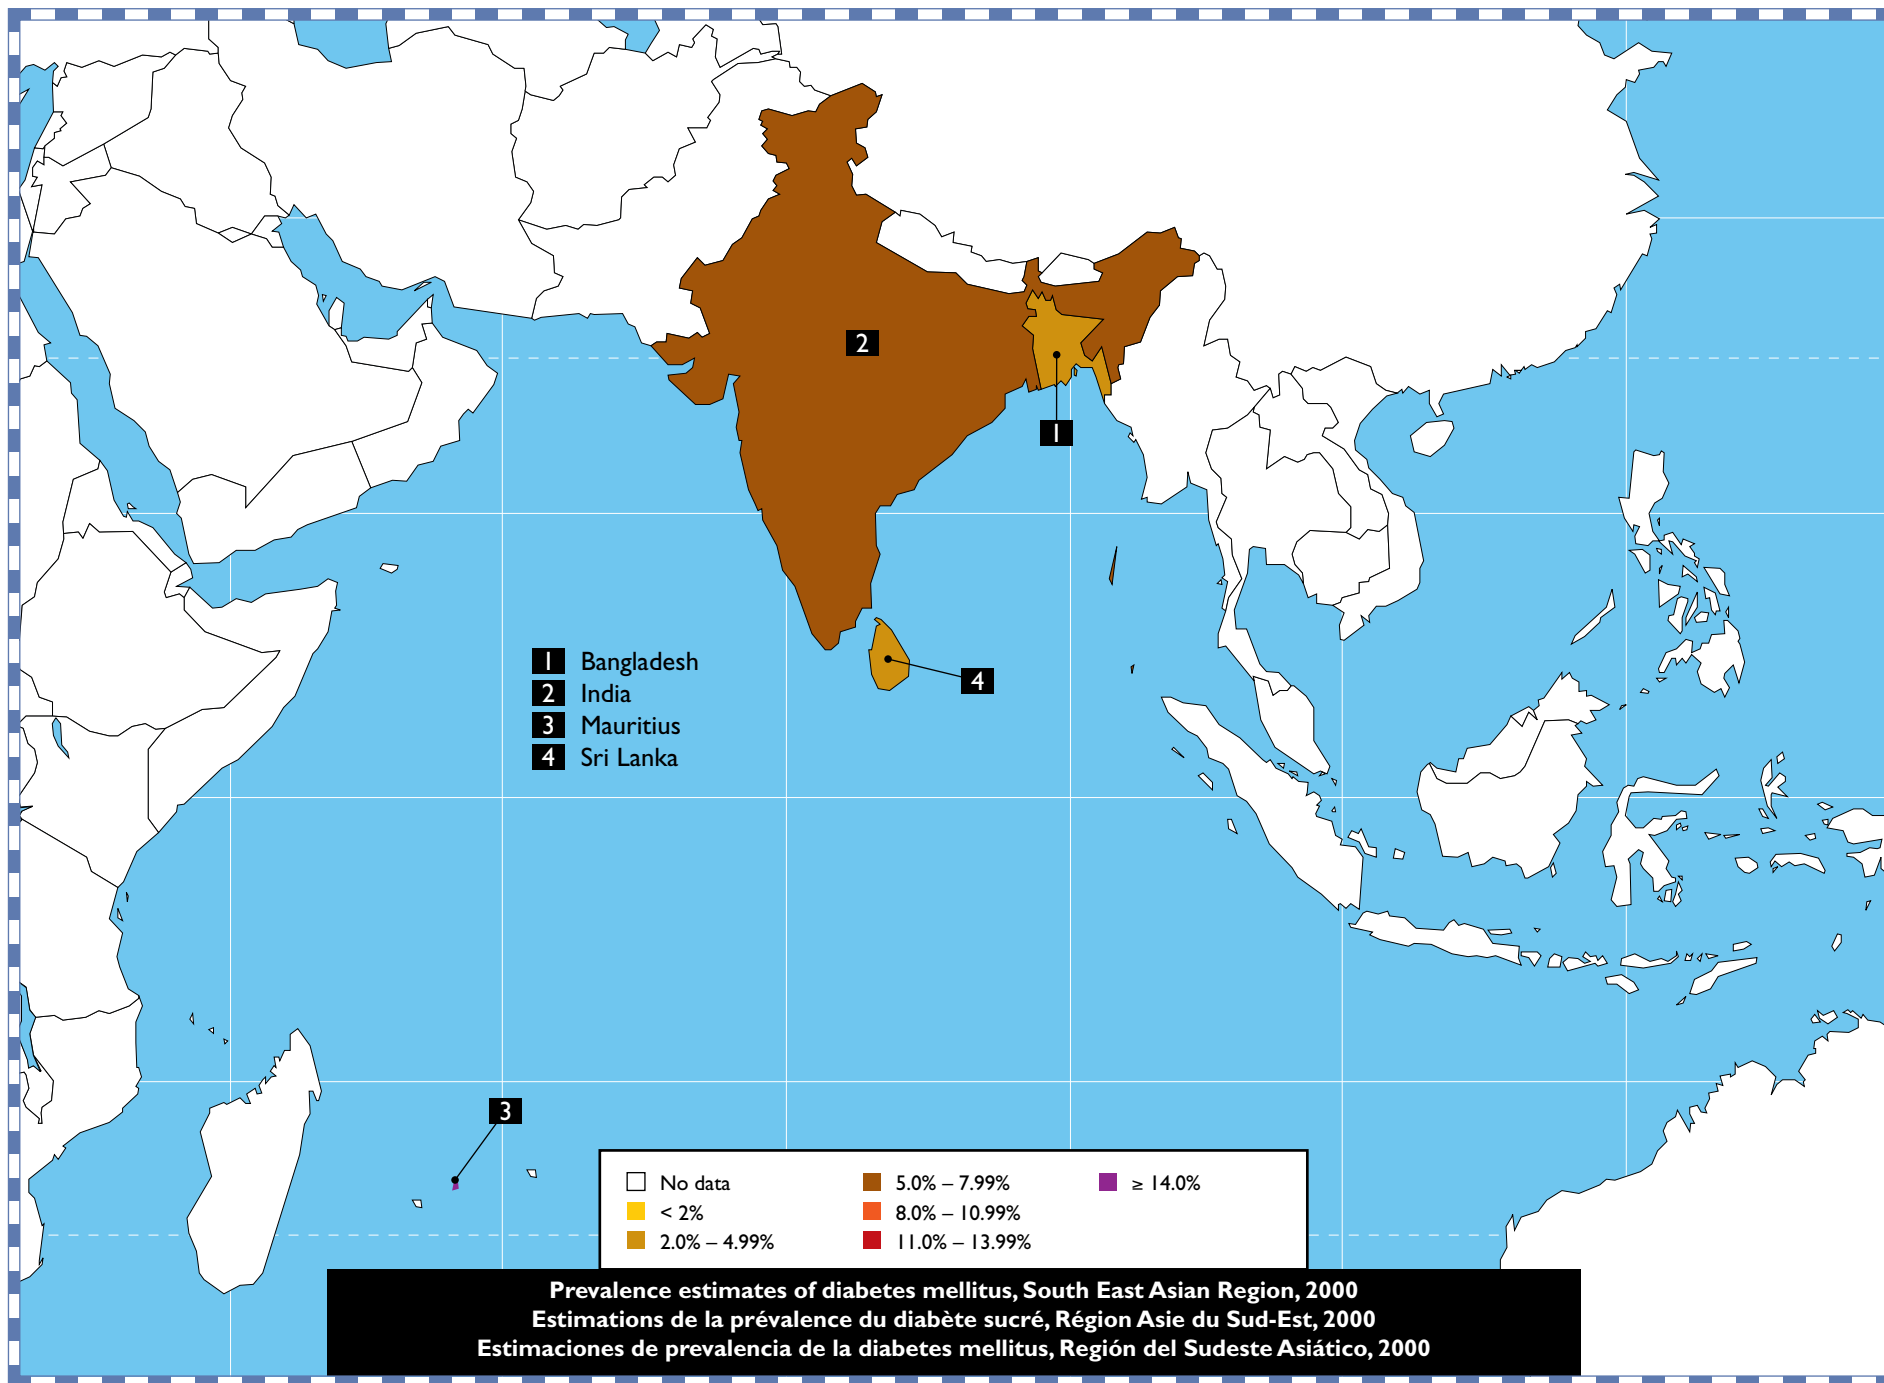 2
1
1 Bangladesh
2 India
3 Mauritius
4 Sri Lanka
4
3
No data
< 2%
2.0% – 4.99%
5.0% – 7.99%
8.0% – 10.99%
11.0% – 13.99%
≥ 14.0%
Prevalence estimates of diabetes mellitus, South East Asian Region, 2000
Estimations de la prévalence du diabète sucré, Région Asie du Sud-Est, 2000
Estimaciones de prevalencia de la diabetes mellitus, Región del Sudeste Asiático, 2000